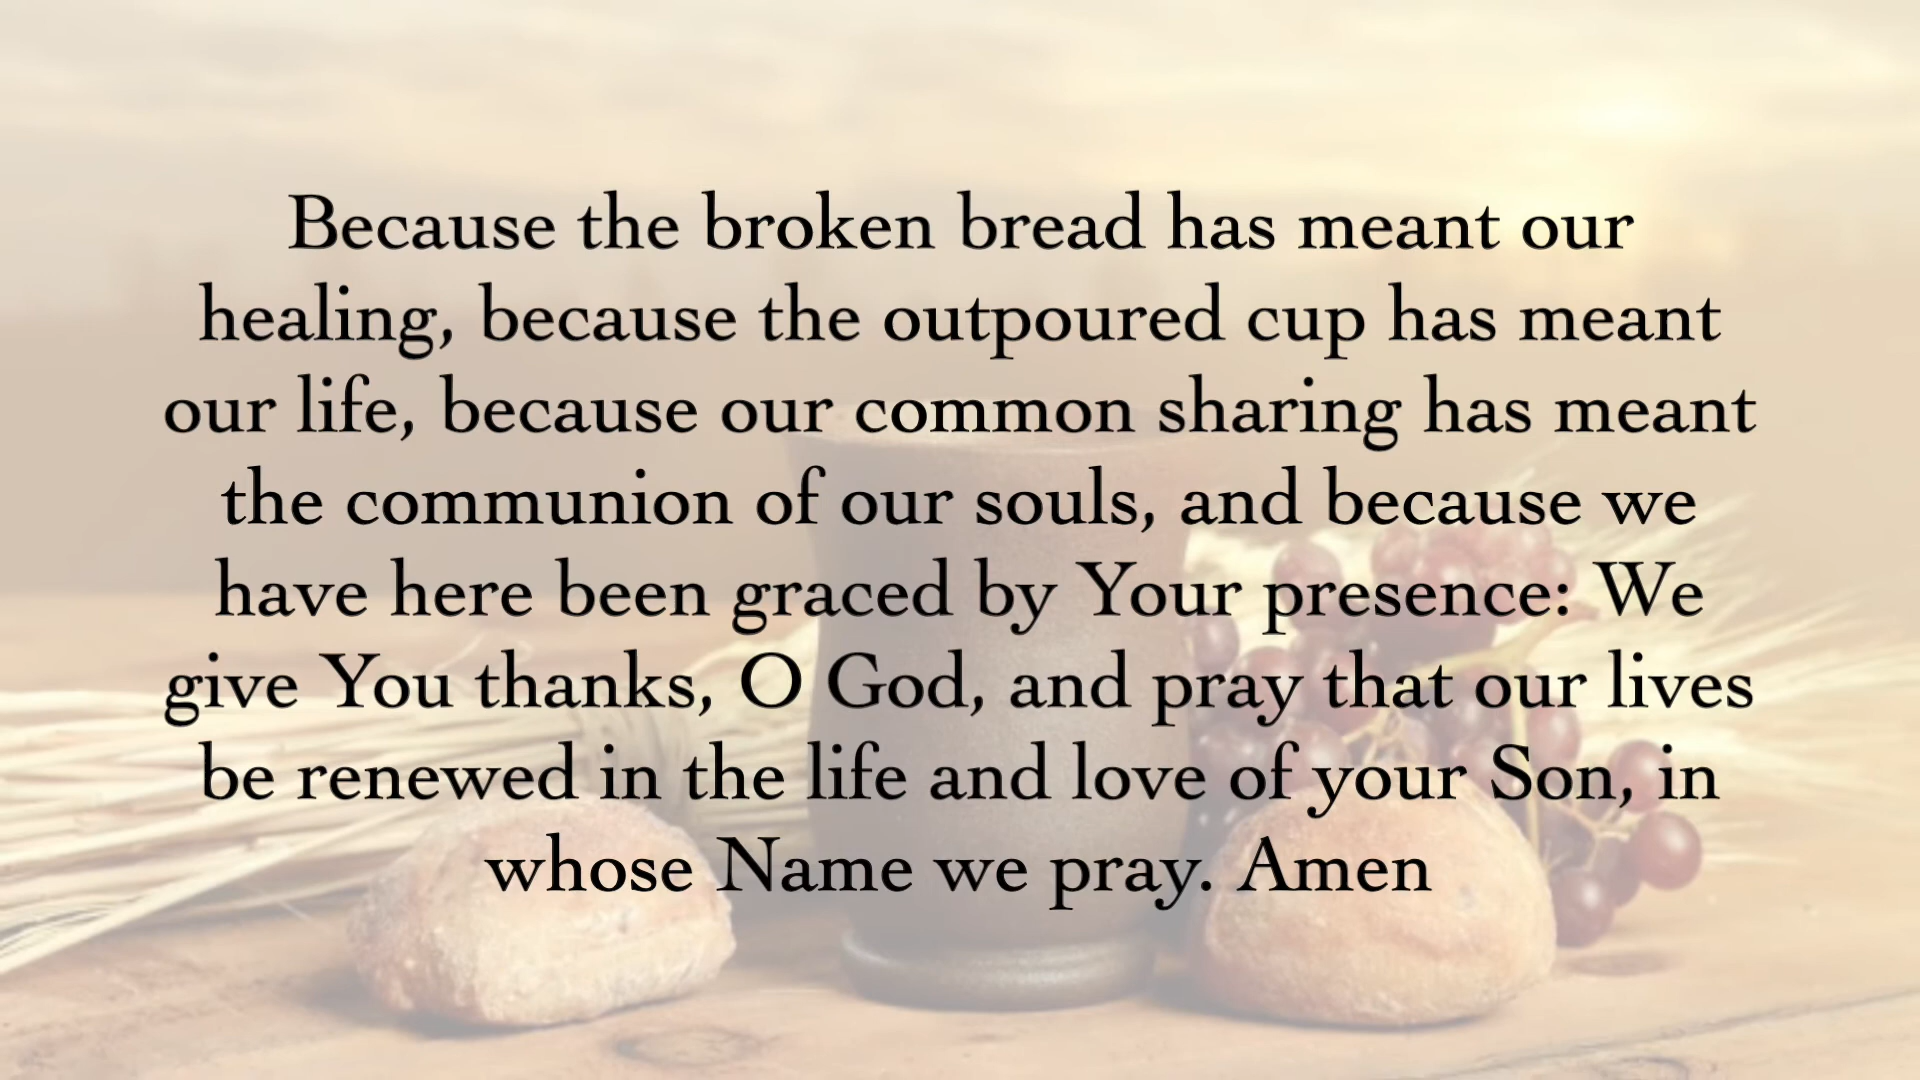 Because the broken bread has meant our
healing, because the outpoured cup has meant
our life, because our common sharing has meant
the communion of our souls, and because we
have here been graced by Your presence: We
give You thanks, O God, and pray that our lives
be renewed in the life and love of your Son, in
whose Name we pray. Amen